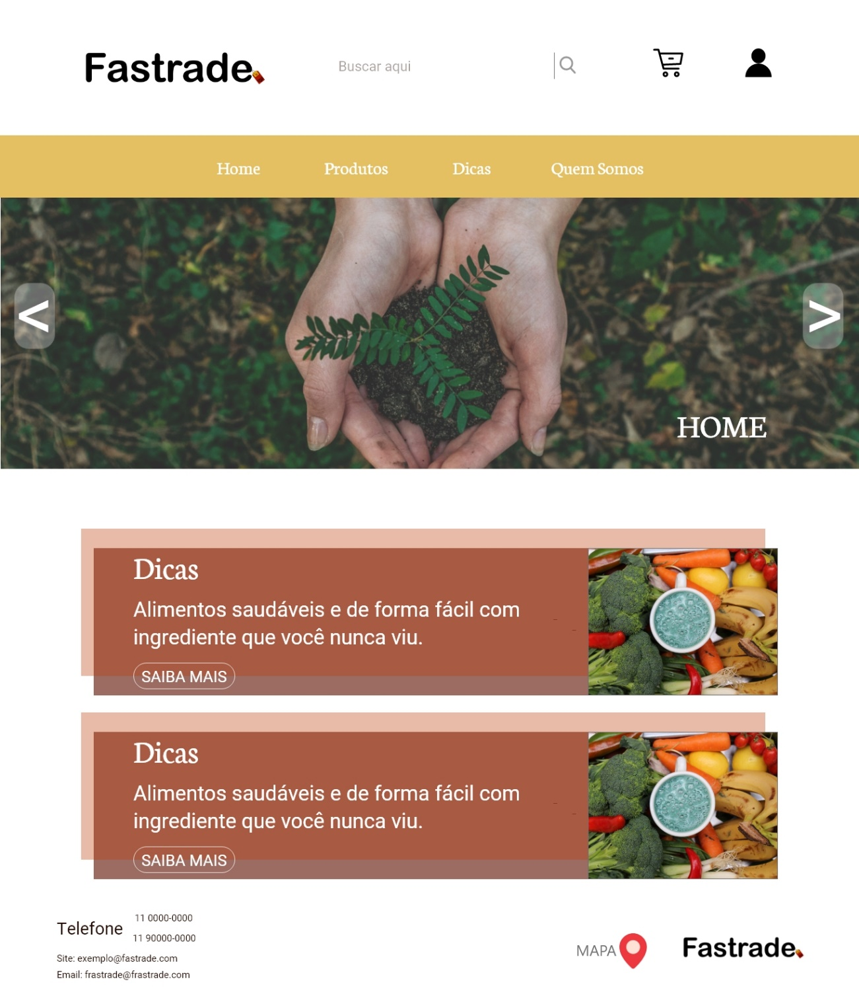 Fastrade
Buscar aqui
Home Produtos Dicas Quem Somos
<
>
HOME
Dicas
Alimentos saudáveis e de forma fácil com
ingrediente que você nunca viu.
SAIBA MAIS
Dicas
Alimentos saudáveis e de forma fácil com
ingrediente que você nunca viu.
SAIBA MAIS
Telefone
11 0000-0000
11 90000-0000
Site: exemplo@fastrade.com
Email: frastrade@frastrade.com
MAPA
Fastrade